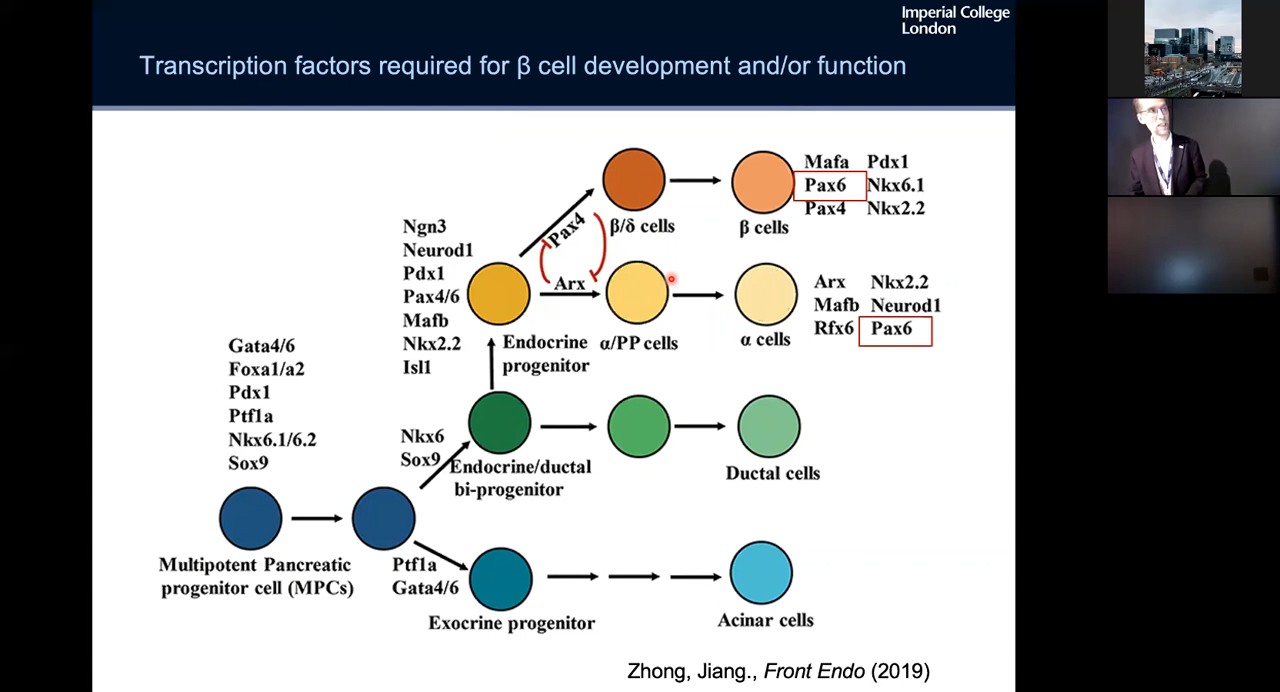 Imperial College
London
Transcription factors required for β cell development and/or function
Mafa Pdx1
Pax6 Nkx6.1
Pax4 Nkx2.2
β/δ cells
β cells
Pax4
Arx
Ngn3
Neurod1
Pdx1
Pax4/6
Mafb
Nkx2.2
Isl1
Arx Nkx2.2
Mafb Neurod1
Rfx6 Pax6
Endocrine
progenitor
α/PP cells
α cells
Gata4/6
Foxa1/a2
Pdx1
Ptf1a
Nkx6.1/6.2
Sox9
Nkx6
Sox9
Endocrine/ductal
bi-progenitor
Ductal cells
Multipotent Pancreatic
progenitor cell (MPCs)
Ptf1a
Gata4/6
Exocrine progenitor
Acinar cells
Zhong, Jiang., Front Endo (2019)